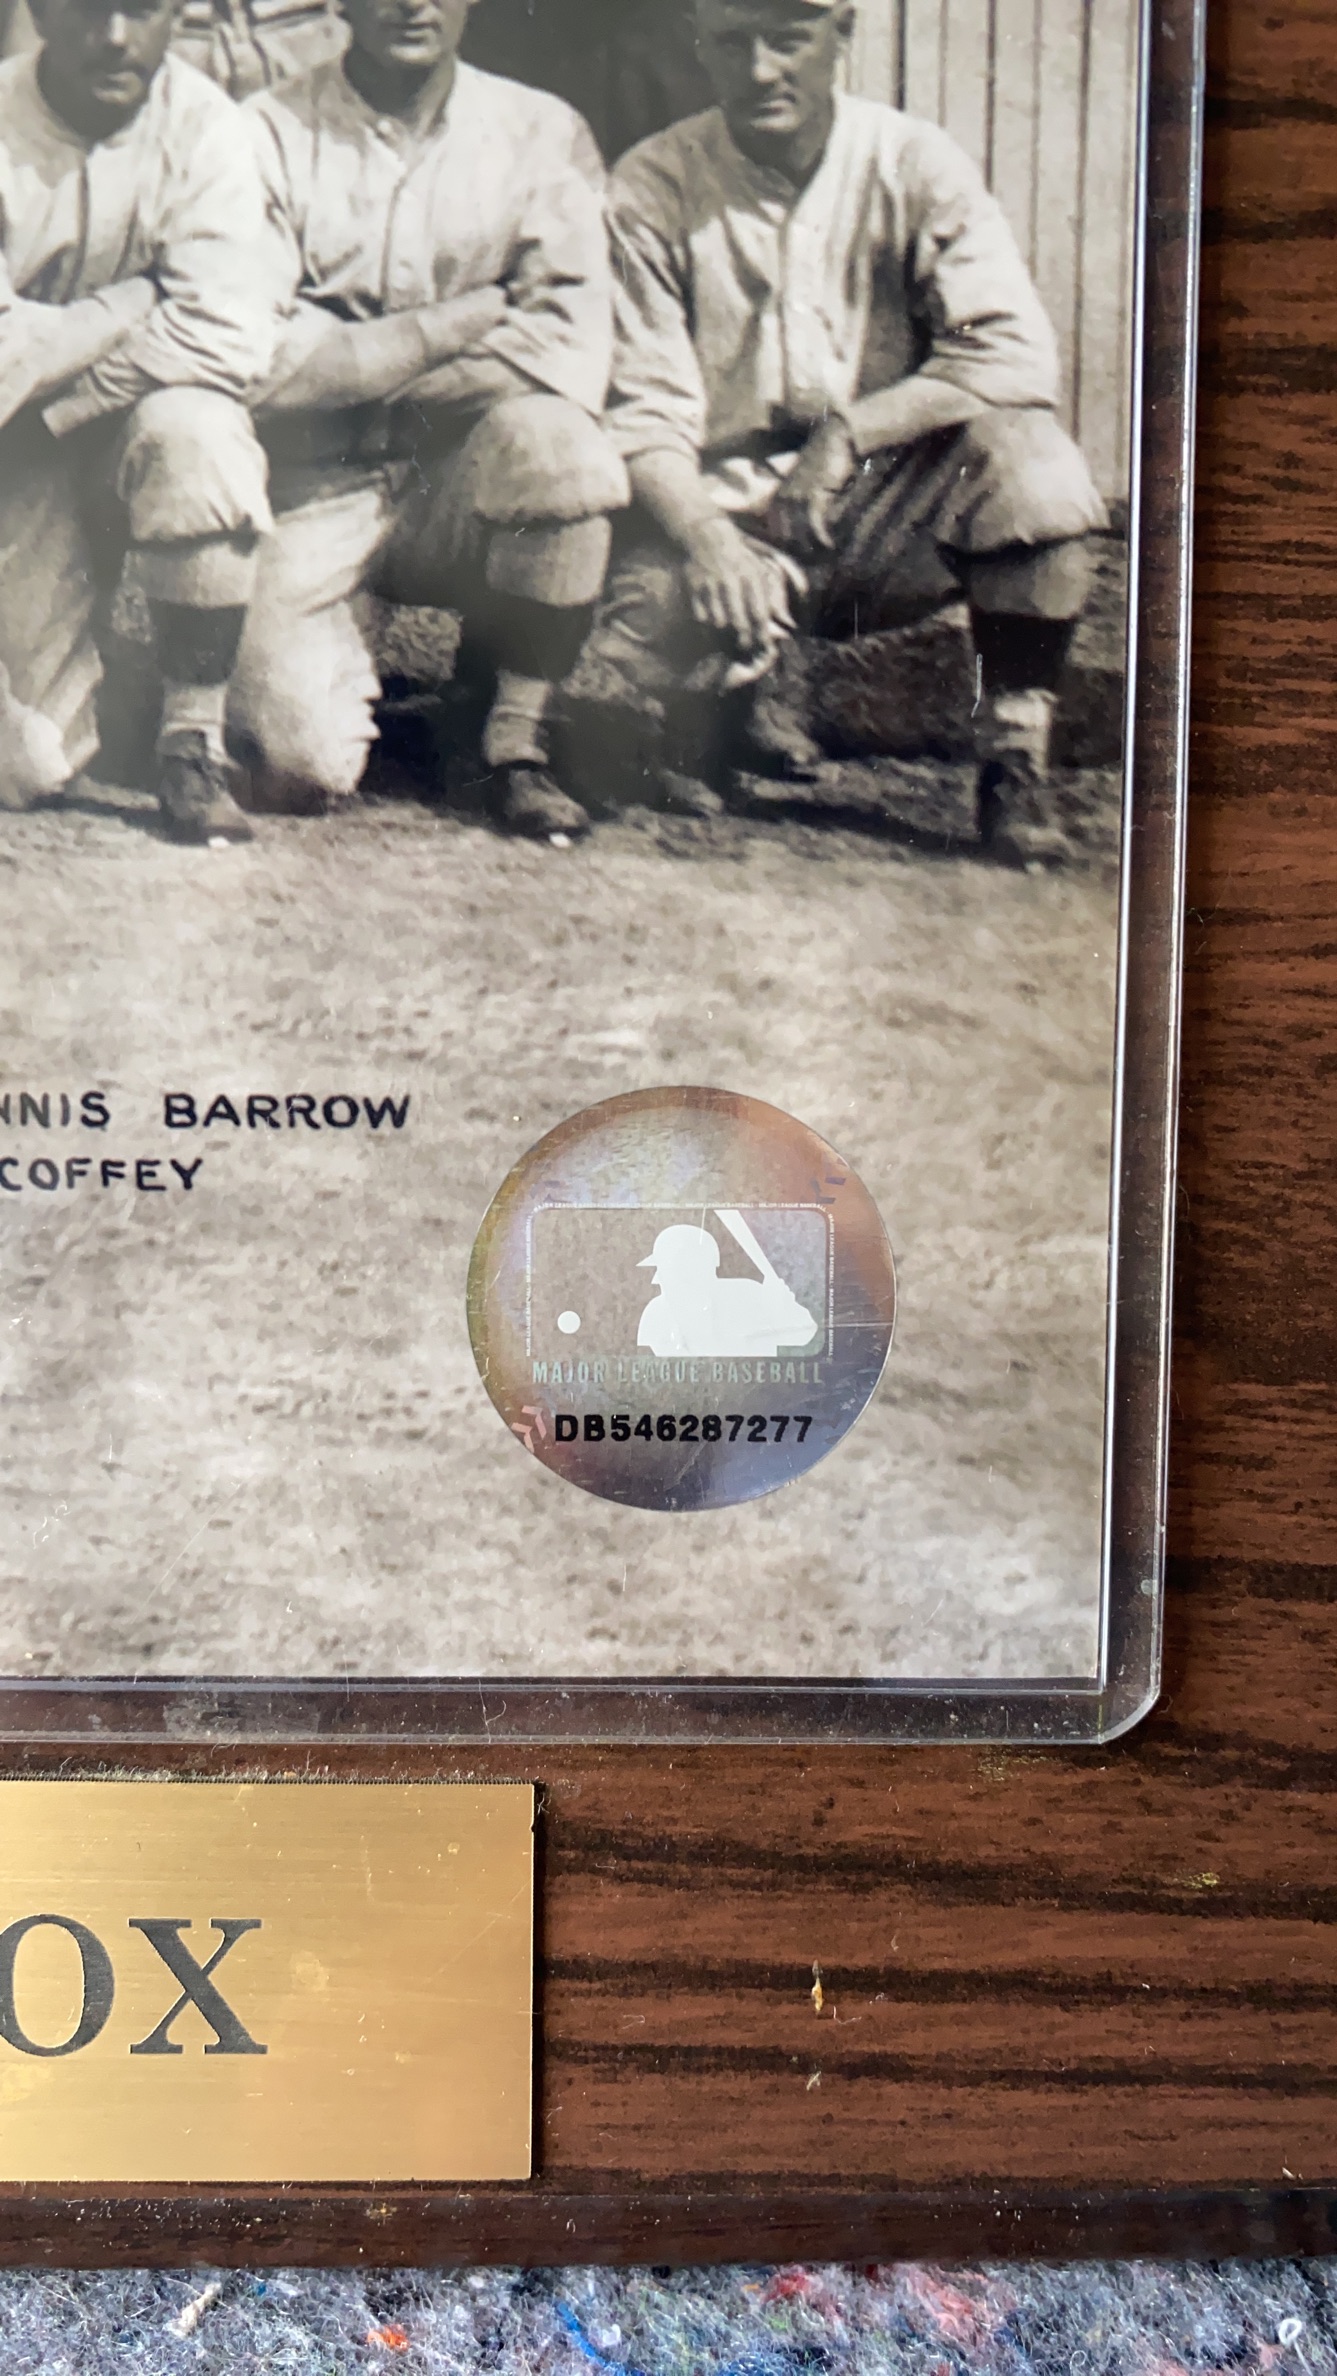 NNIS BARROW
COFFEY
MAJOR LEAGUE BASEBALL
DB546287277
OX